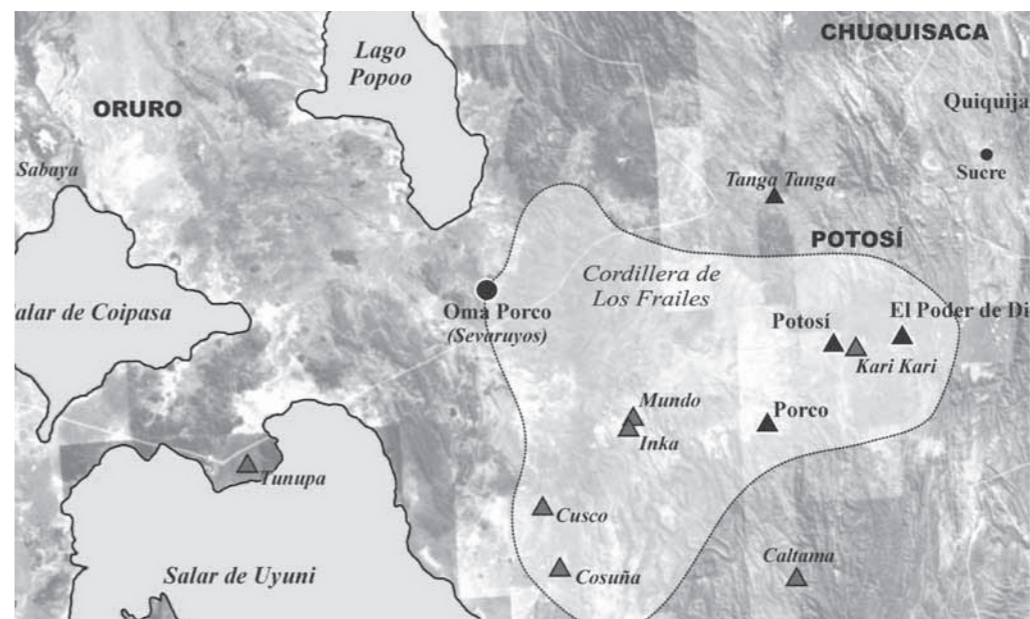 CHUQUISACA
Lago
Popoo
ORURO
Quiquija
Sabaya
Sucre
Tanga Tanga
POTOSÍ
Cordillera de
Los Frailes
alar de Coipasa
Oma Porco
(Sevaruyos)
Potosí
El Poder de Di
Kari Kari
Mundo
Inka
Porco
Tunupa
Cusco
Caltama
Salar de Uyuni
Cosuña